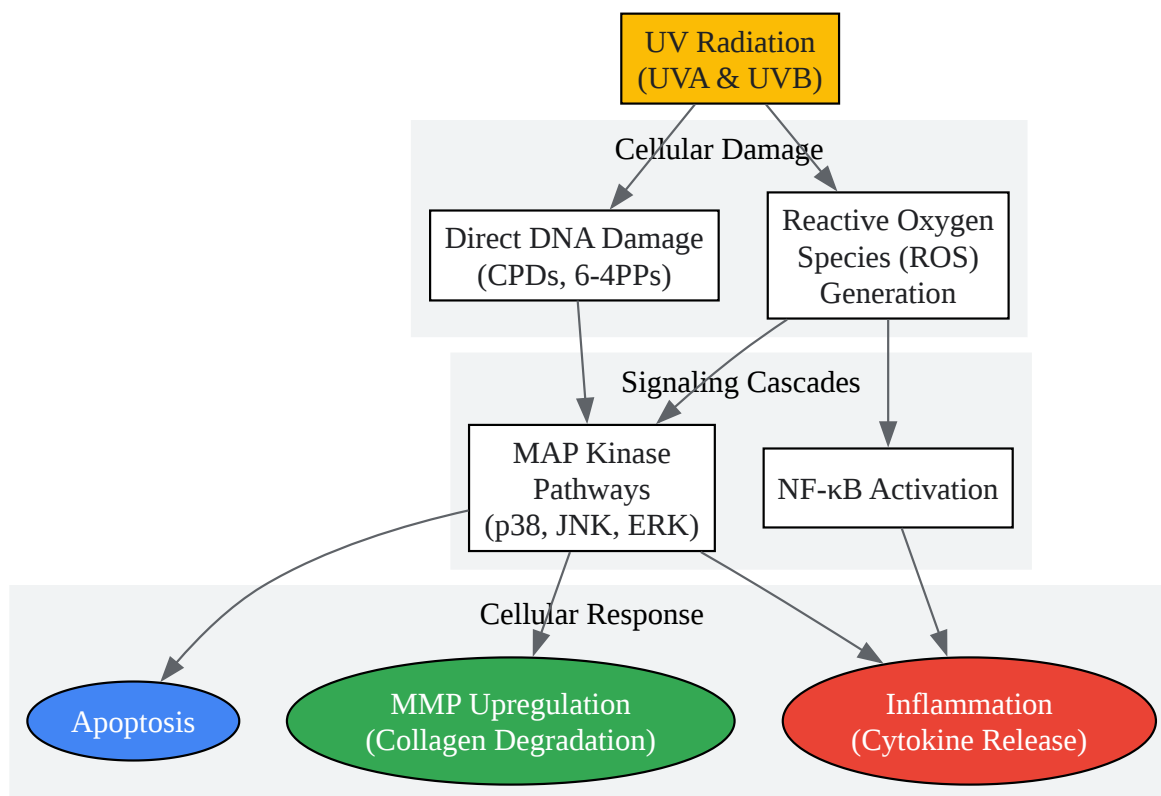 UV Radiation
(UVA & UVB)
Cellular Damage
Direct DNA Damage
(CPDs, 6-4PPs)
Reactive Oxygen
Species (ROS)
Generation
Signaling Cascades
MAP Kinase
Pathways
(p38, JNK, ERK)
NF-κB Activation
Cellular Response
Apoptosis
MMP Upregulation
(Collagen Degradation)
Inflammation
(Cytokine Release)